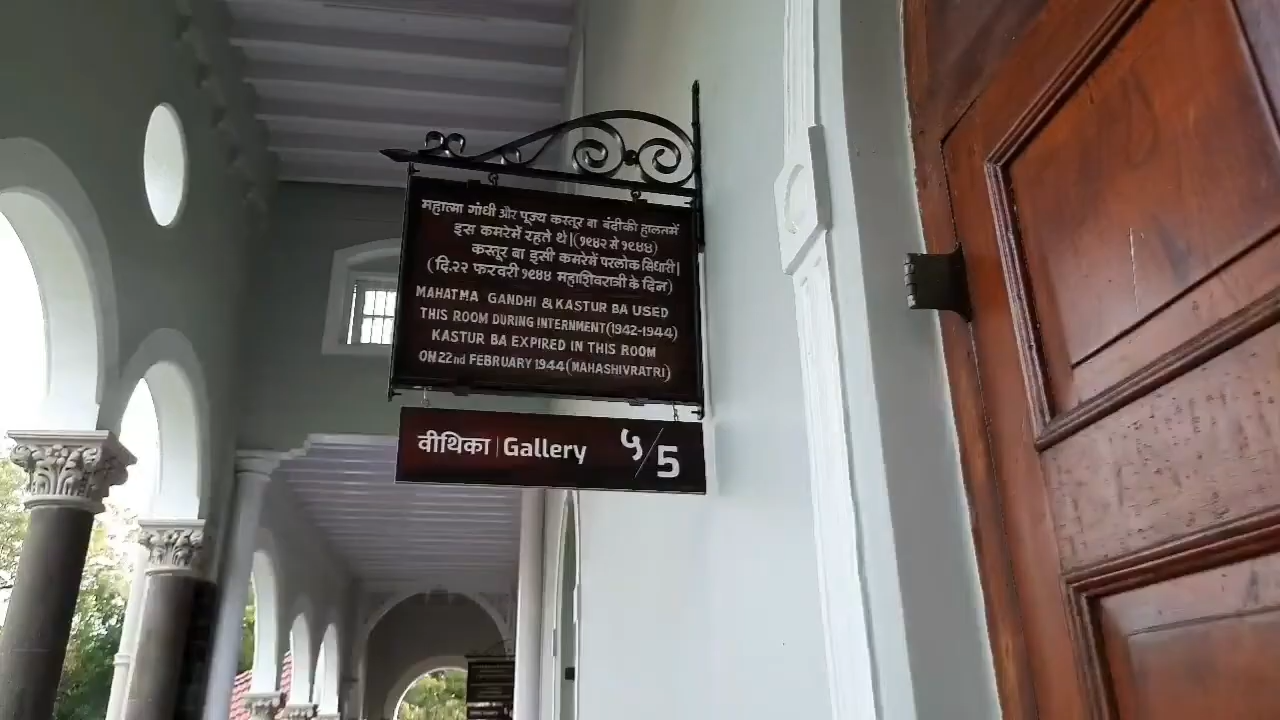 महात्मा गांधी और पूज्य कस्तूर बा बंदीकी हालतमें
इस कमरेमें रहते थे।(१९४२ से १९४४)
कस्तूर बा इसी कमरेमें परलोक सिधारी।
(दि.२२ फरवरी १९४४ महाशिवरात्री के दिन)
MAHATMA GANDHI & KASTUR BA USED
THIS ROOM DURING INTERNMENT(1942-1944)
KASTUR BA EXPIRED IN THIS ROOM
ON 22nd FEBRUARY 1944(MAHASHIVRATRI)
वीथिका | Gallery ५/5